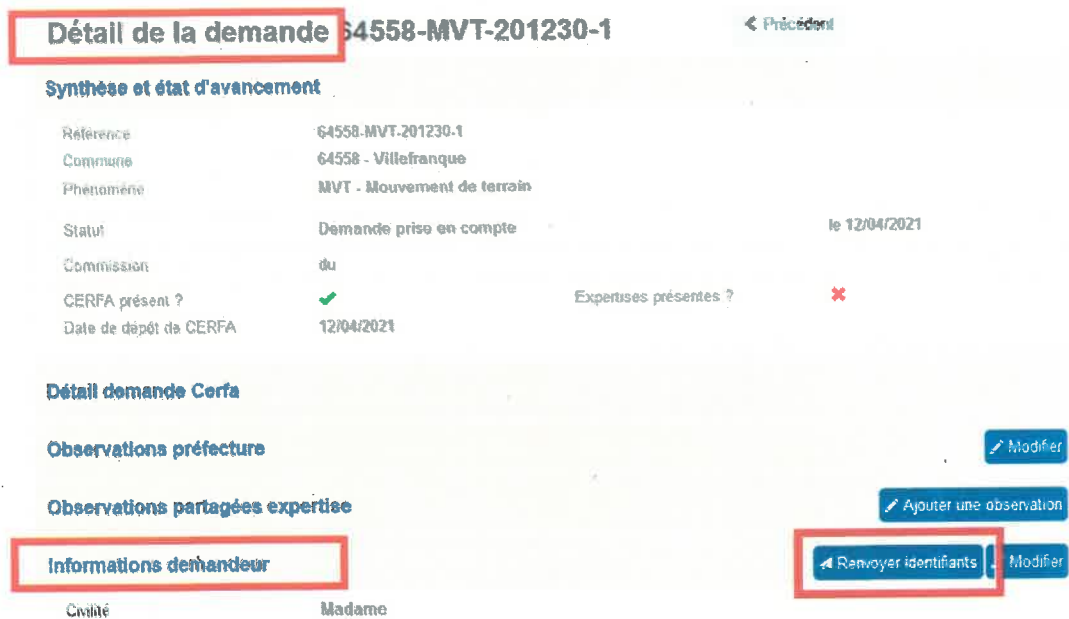 Détail de la demande 64558-MVT-201230-1
Précédent
Synthèse et état d'avancement
Référence 64558-MVT-201230-1
Commune 64558 - Villefranque
Phénomène MVT - Mouvement de terrain
Statut Demande prise en compte le 12/04/2021
Commission du
CERFA présent ? Expertises présentes ?
Date de dépôt de CERFA 12/04/2021
Détail demande Cerfa
Observations préfecture Modifier
Observations partagées expertise Ajouter une observation
Informations demandeur Renvoyer identifiants Modifier
Civilité Madame